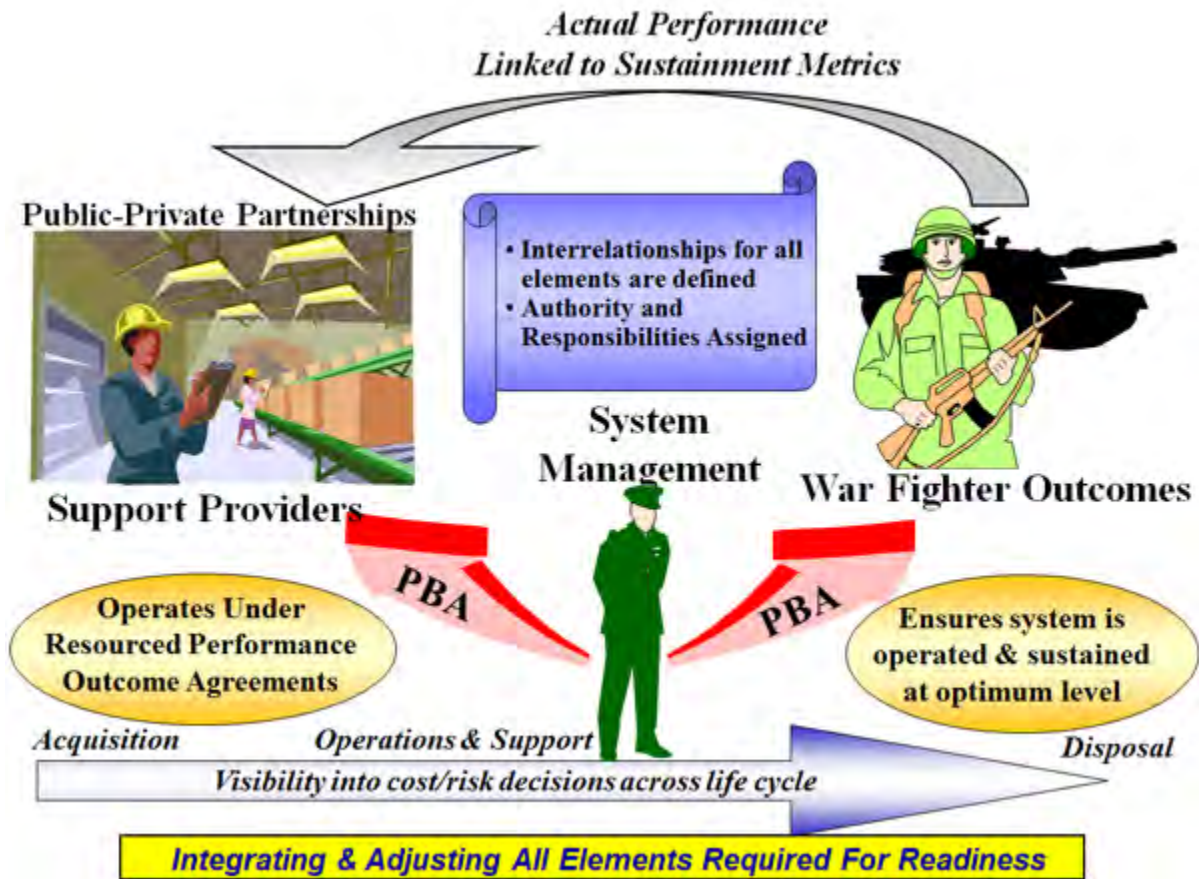 Actual Performance
Linked to Sustainment Metrics
Public-Private Partnerships
• Interrelationships for all
elements are defined
• Authority and
Responsibilities Assigned
System
Management
Support Providers
War Fighter Outcomes
PBA
PBA
Operates Under
Resourced Performance
Outcome Agreements
Ensures system is
operated & sustained
at optimum level
Acquisition
Operations & Support
Disposal
Visibility into cost/risk decisions across life cycle
Integrating & Adjusting All Elements Required For Readiness